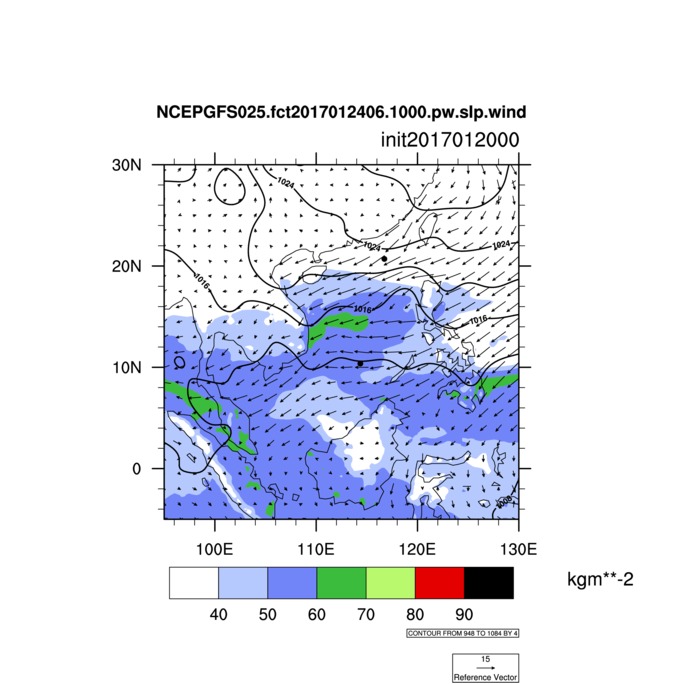 NCEPGFS025.fct2017012406.1000.pw.slp.wind
init2017012000
30N
1024
1024
1024
20N
1016
1016
1016
10N
0
1008
100E 110E 120E 130E
kgm**-2
40 50 60 70 80 90
CONTOUR FROM 948 TO 1084 BY 4
15
Reference Vector